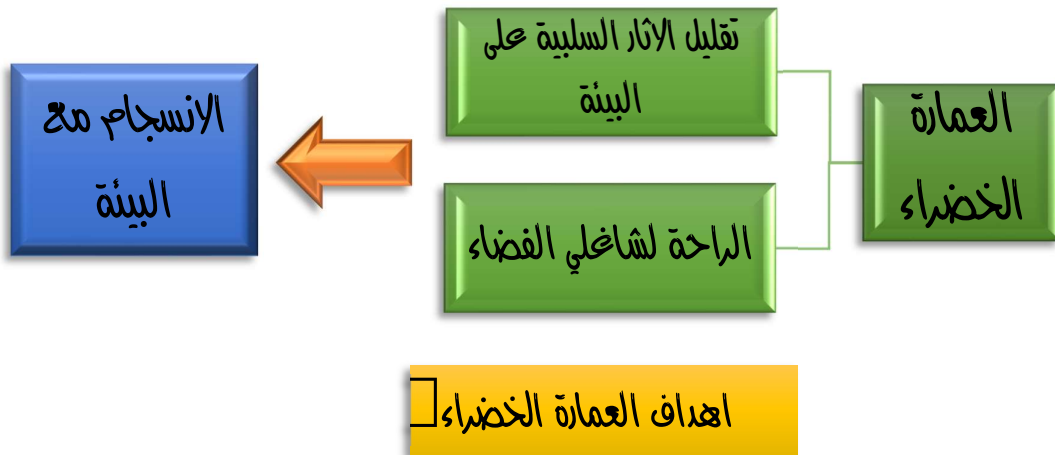 العمارة
الخضراء
تقليل الاثار السلبية على
البيئة
الراحة لشاغلي الفضاء
الانسجام مع
البيئة
اهداف العمارة الخضراء